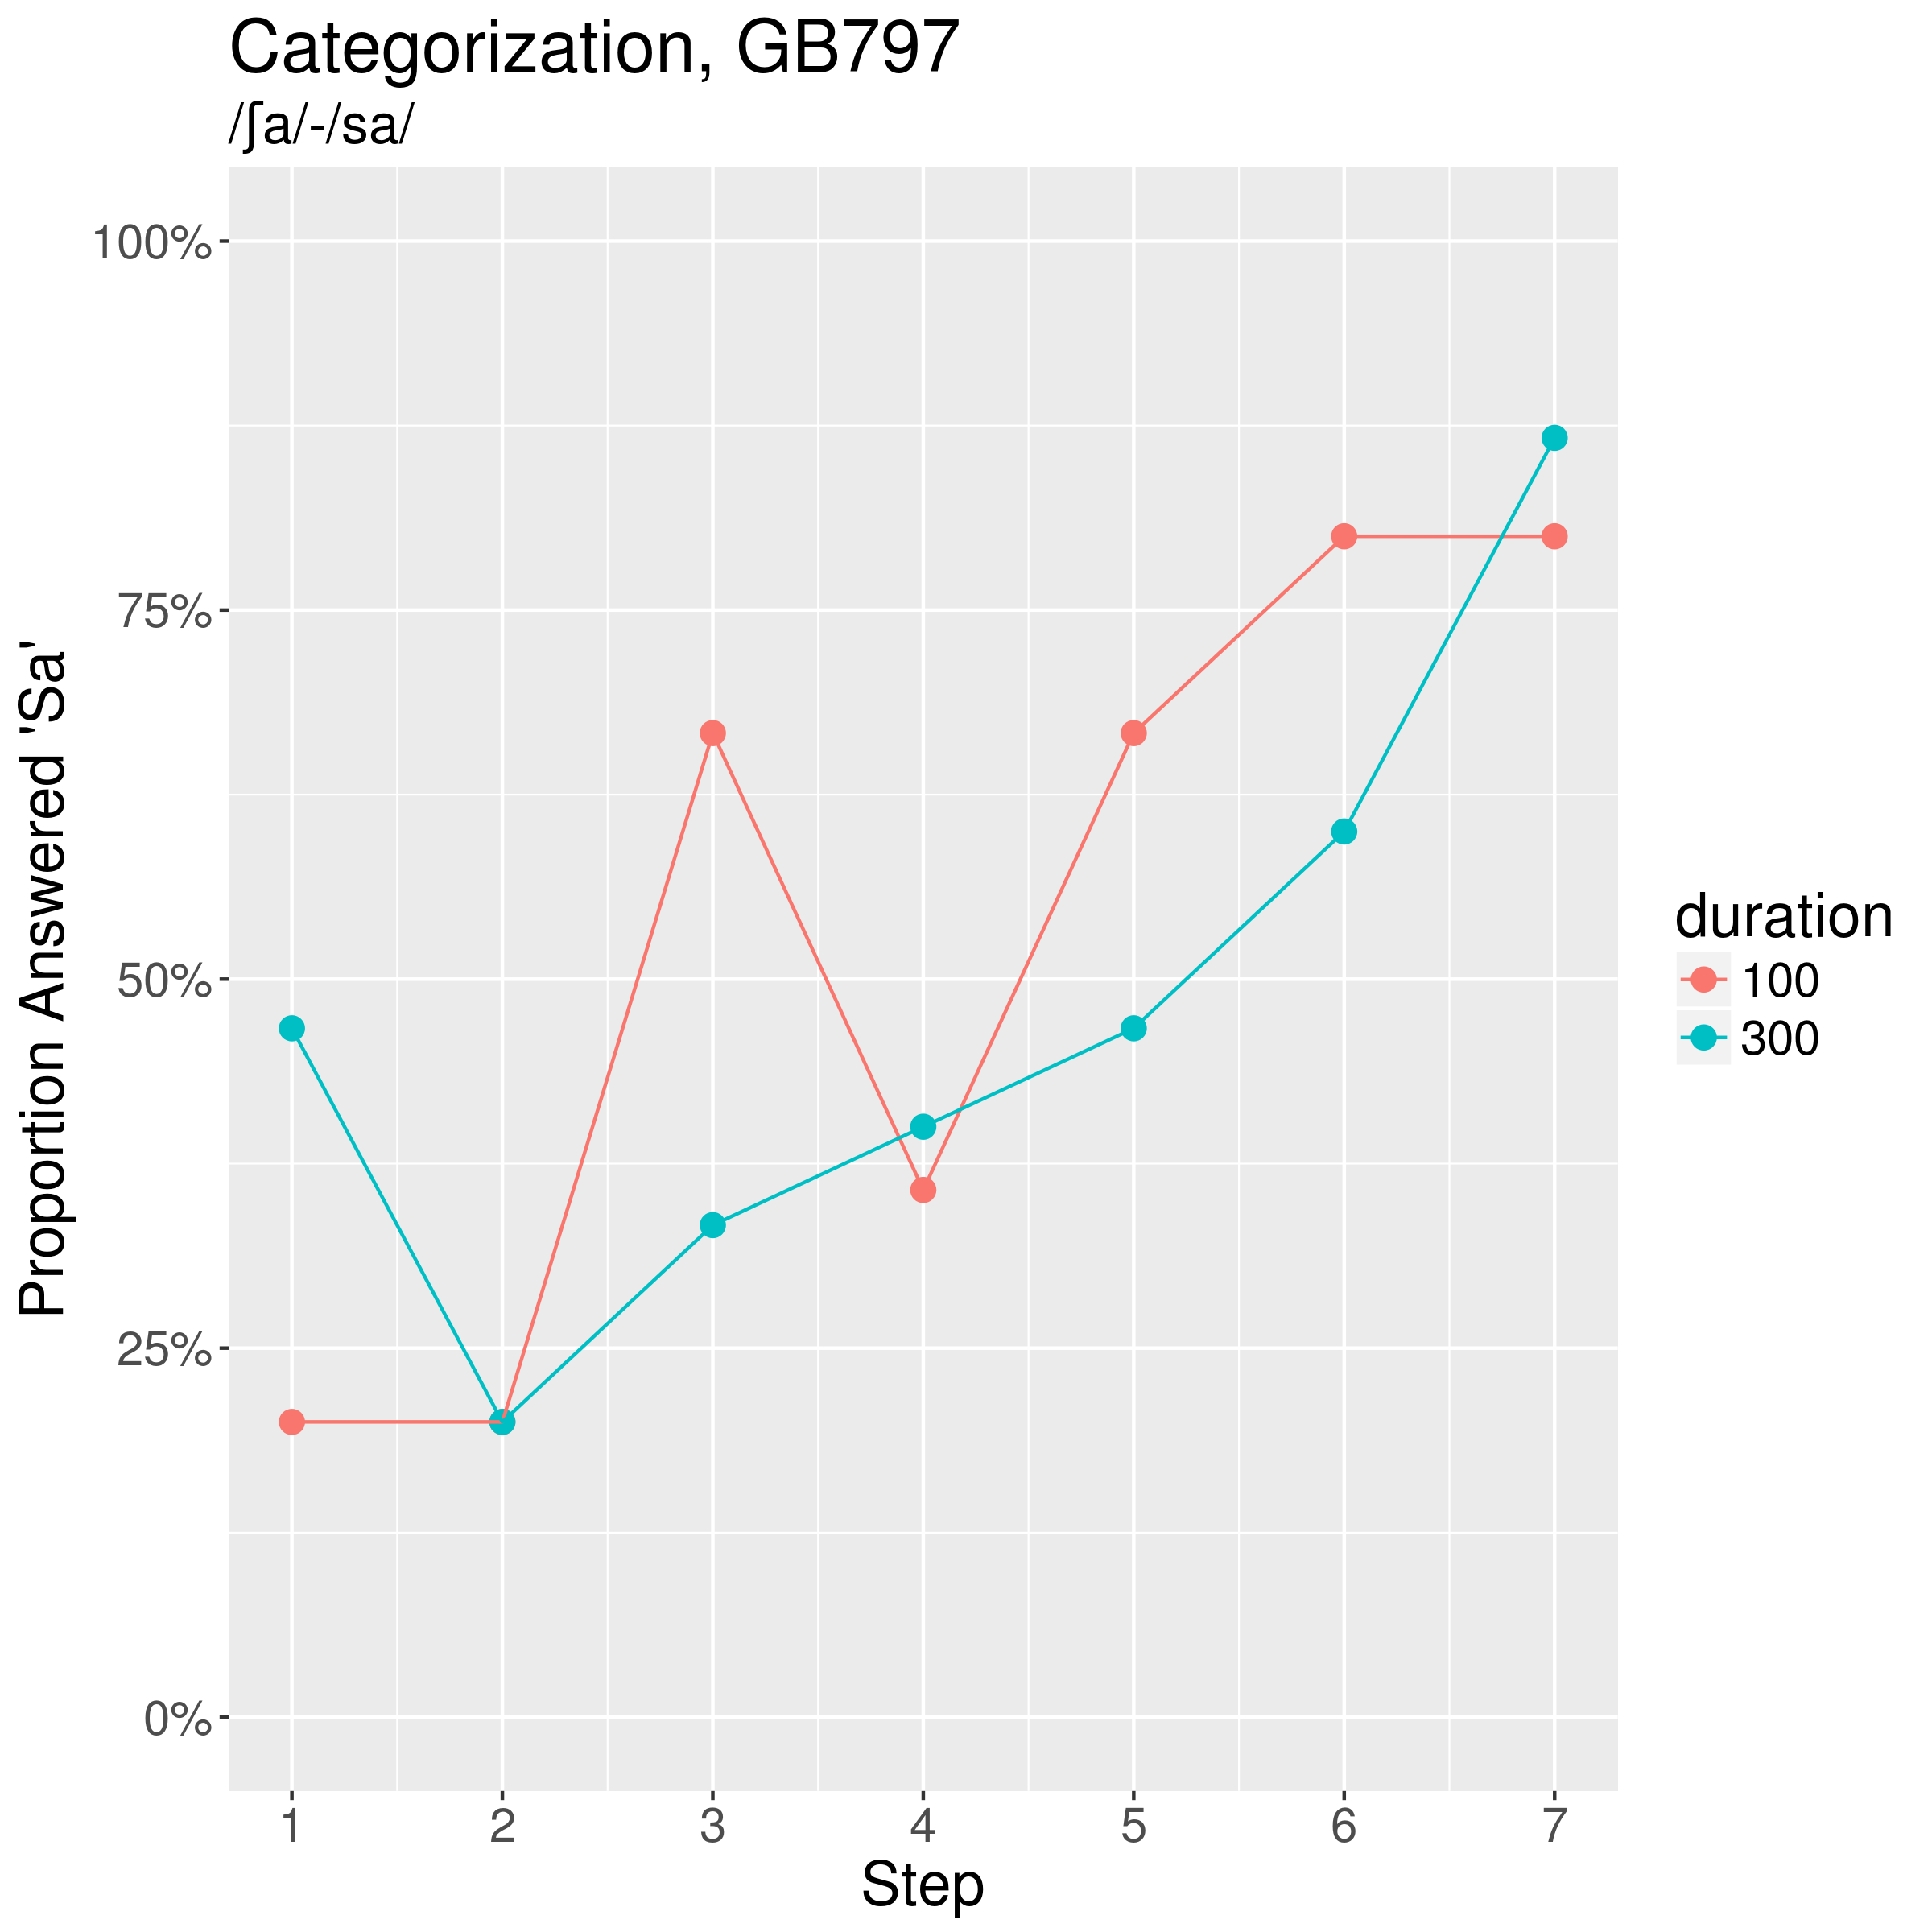 Categorization, GB797
/ʃa/-/sa/
Proportion Answered 'Sa'
100%
75%
50%
25%
0%
1 2 3 4 5 6 7
Step
duration
100
300